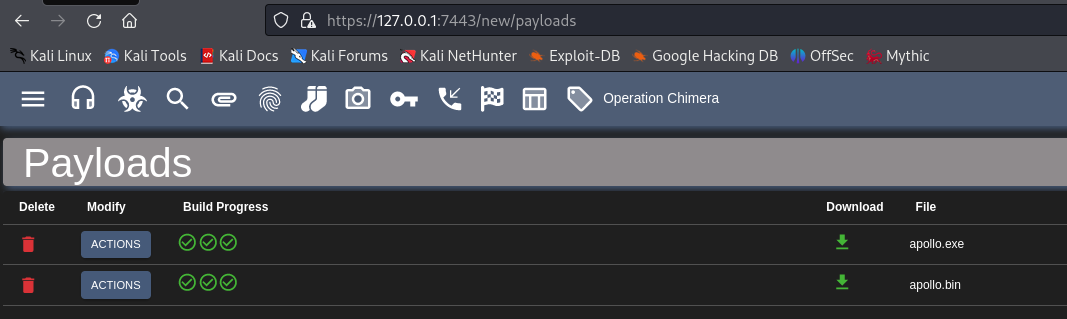 https://127.0.0.1:7443/new/payloads
Kali Linux Kali Tools Kali Docs Kali Forums Kali NetHunter Exploit-DB Google Hacking DB OffSec Mythic
Operation Chimera
Payloads
Delete Modify Build Progress Download File
ACTIONS apollo.exe
ACTIONS apollo.bin